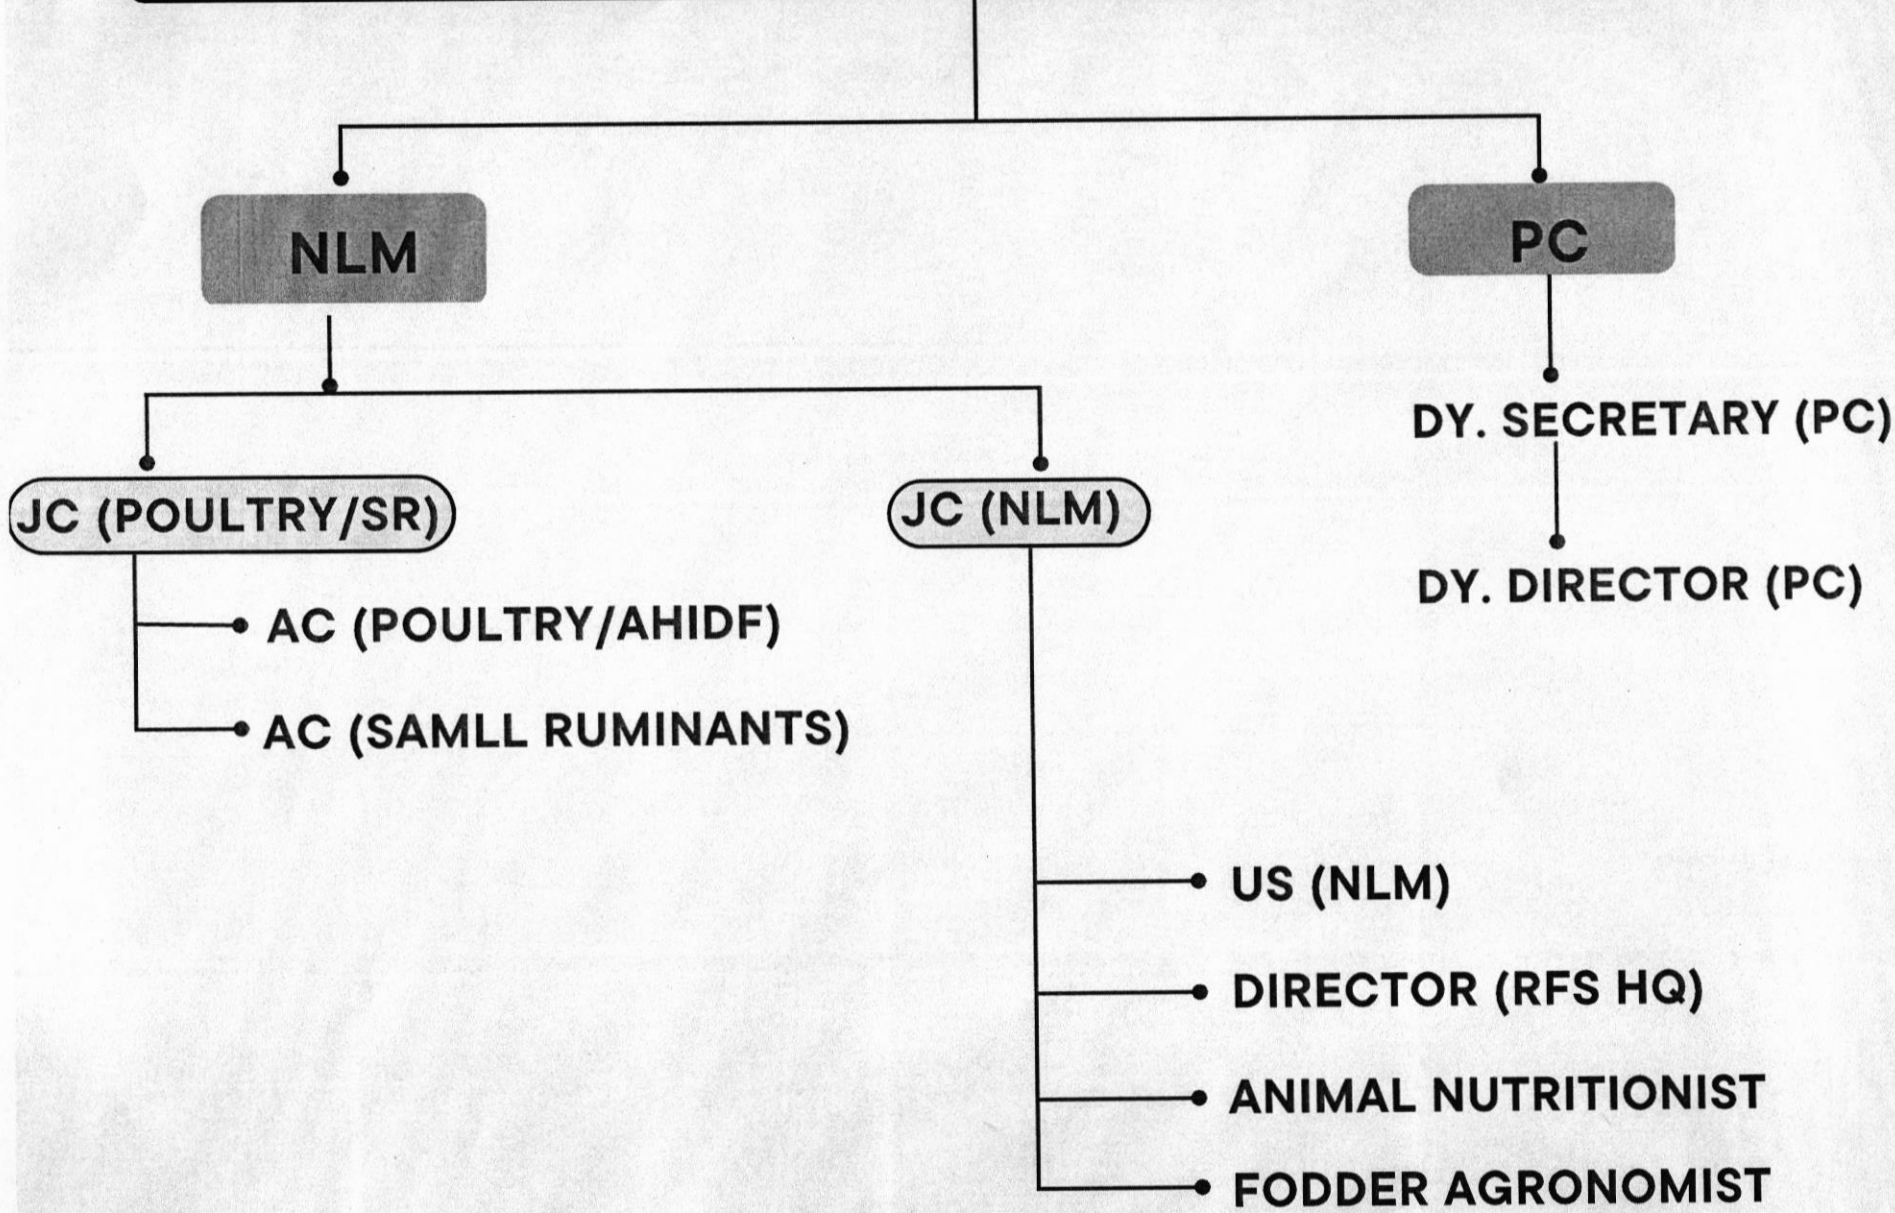 NLM
PC
DY. SECRETARY (PC)
JC (POULTRY/SR)
JC (NLM)
DY. DIRECTOR (PC)
AC (POULTRY/AHIDF)
AC (SAMLL RUMINANTS)
US (NLM)
DIRECTOR (RFS HQ)
ANIMAL NUTRITIONIST
FODDER AGRONOMIST